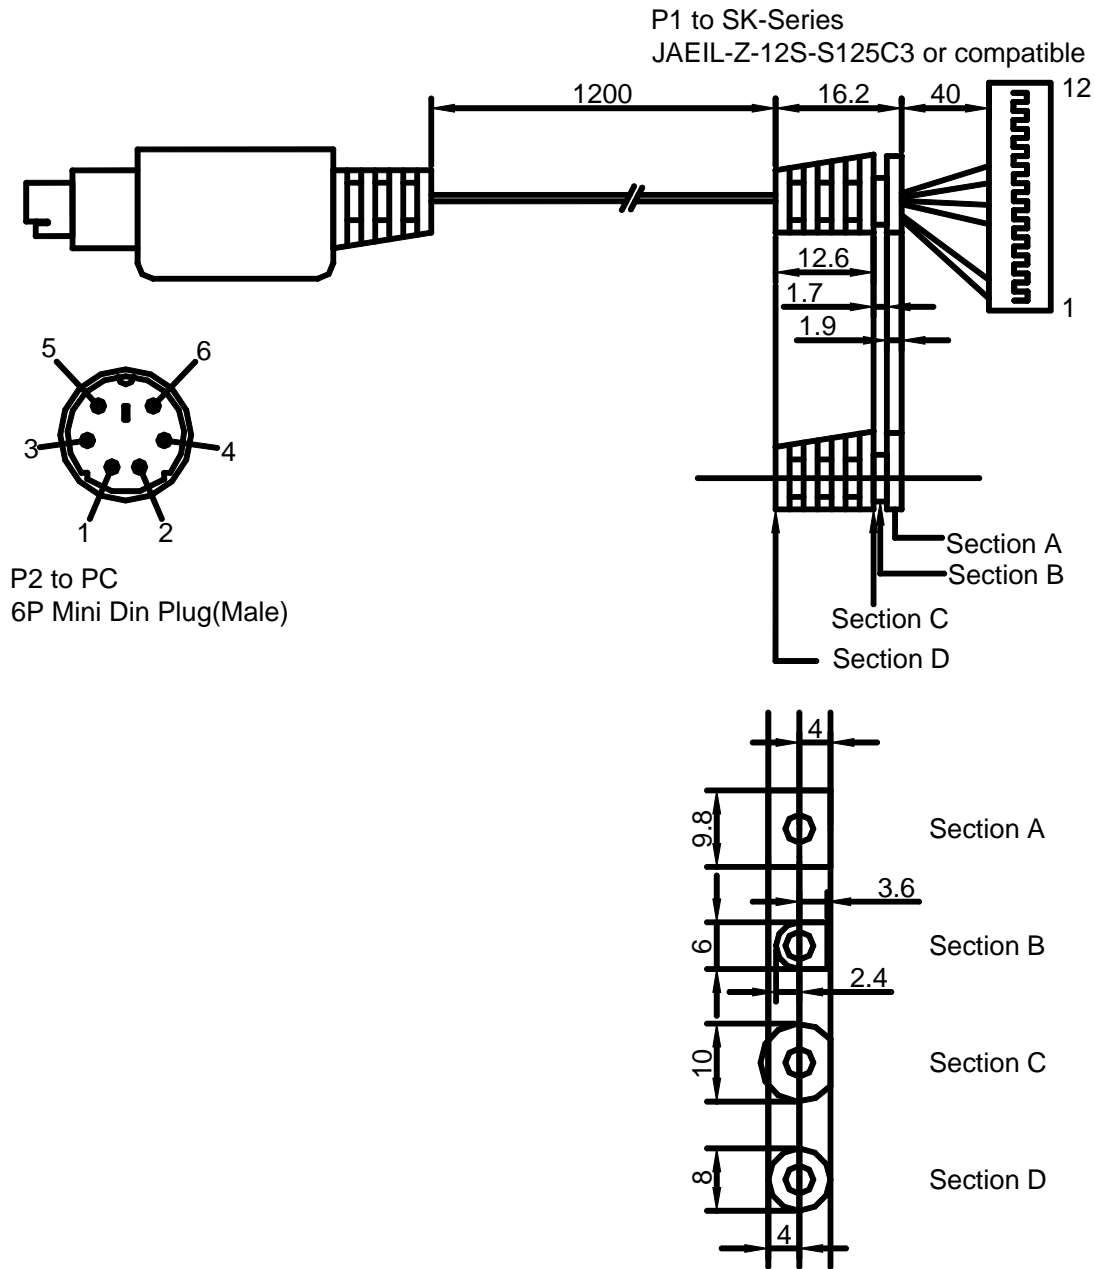 P1 to SK-Series
JAEIL-Z-12S-S125C3 or compatible
1200
16.2
40
12
12.6
1.7
1
1.9
5
6
3
4
1
2
P2 to PC
6P Mini Din Plug(Male)
Section A
Section B
Section C
Section D
4
9.8
Section A
3.6
6
Section B
2.4
10
Section C
8
Section D
4